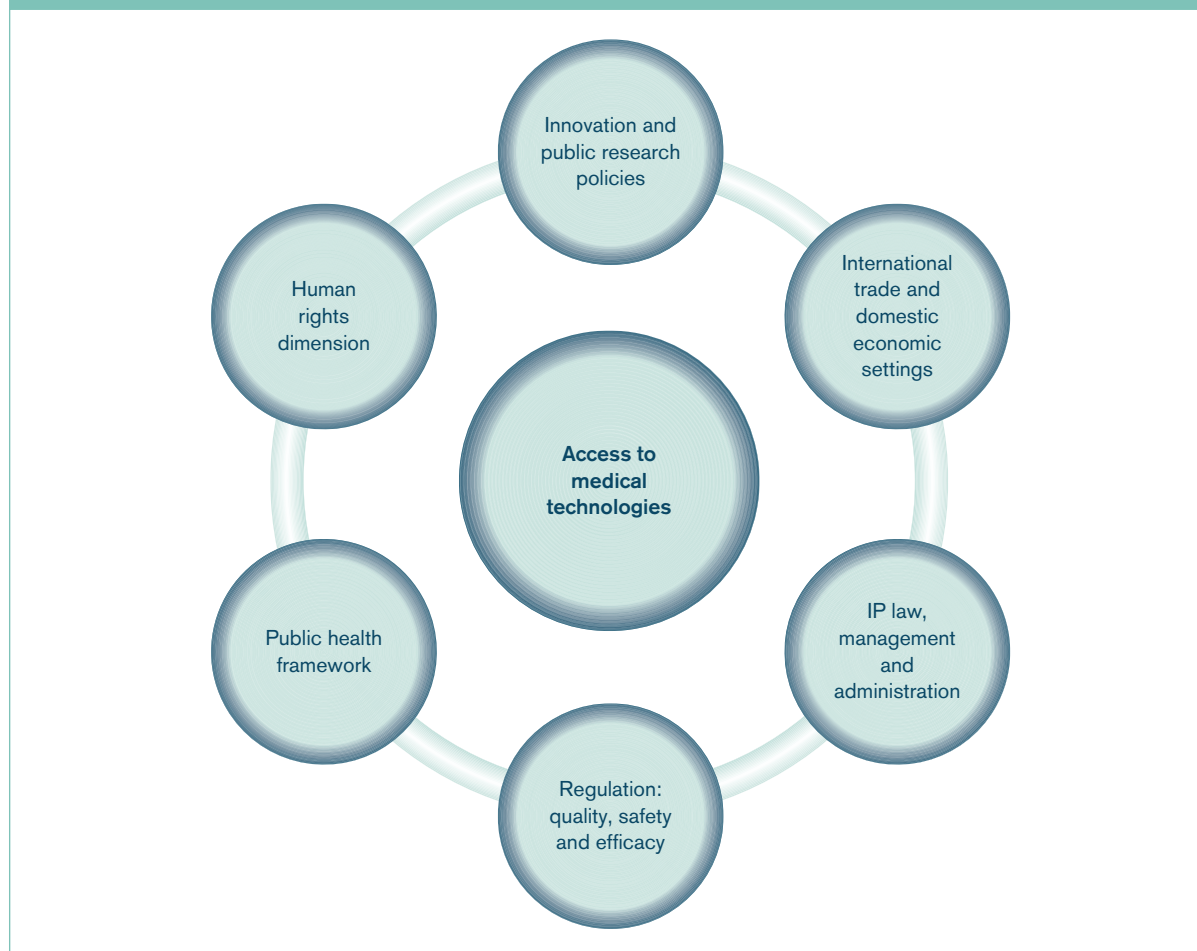 Innovation and
public research
policies
International
trade and
domestic
economic
settings
Human
rights
dimension
Access to
medical
technologies
IP law,
management
and
administration
Public health
framework
Regulation:
quality, safety
and efficacy